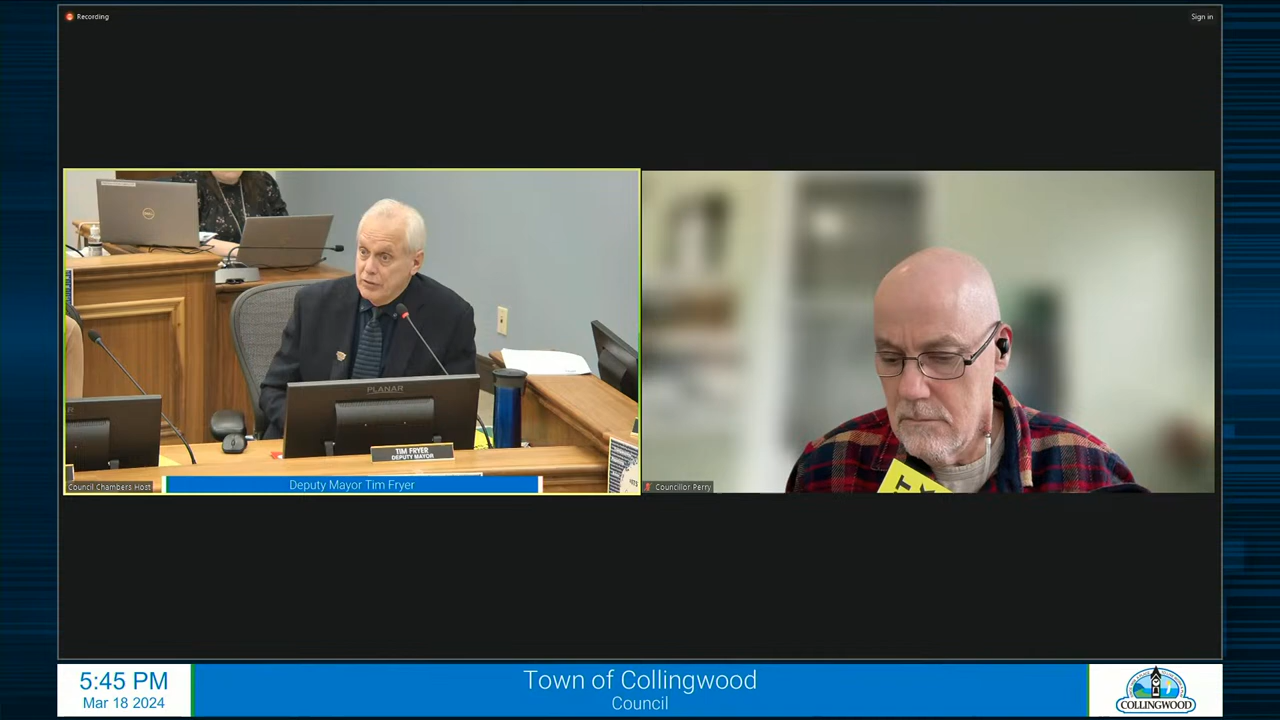 Recording
Sign in
DELL
PLANAR
TIM FRYER
DEPUTY MAYOR
Council Chambers Host
Deputy Mayor Tim Fryer
Councillor Perry
5:45 PM
Mar 18 2024
Town of Collingwood
Council
COLLINGWOOD